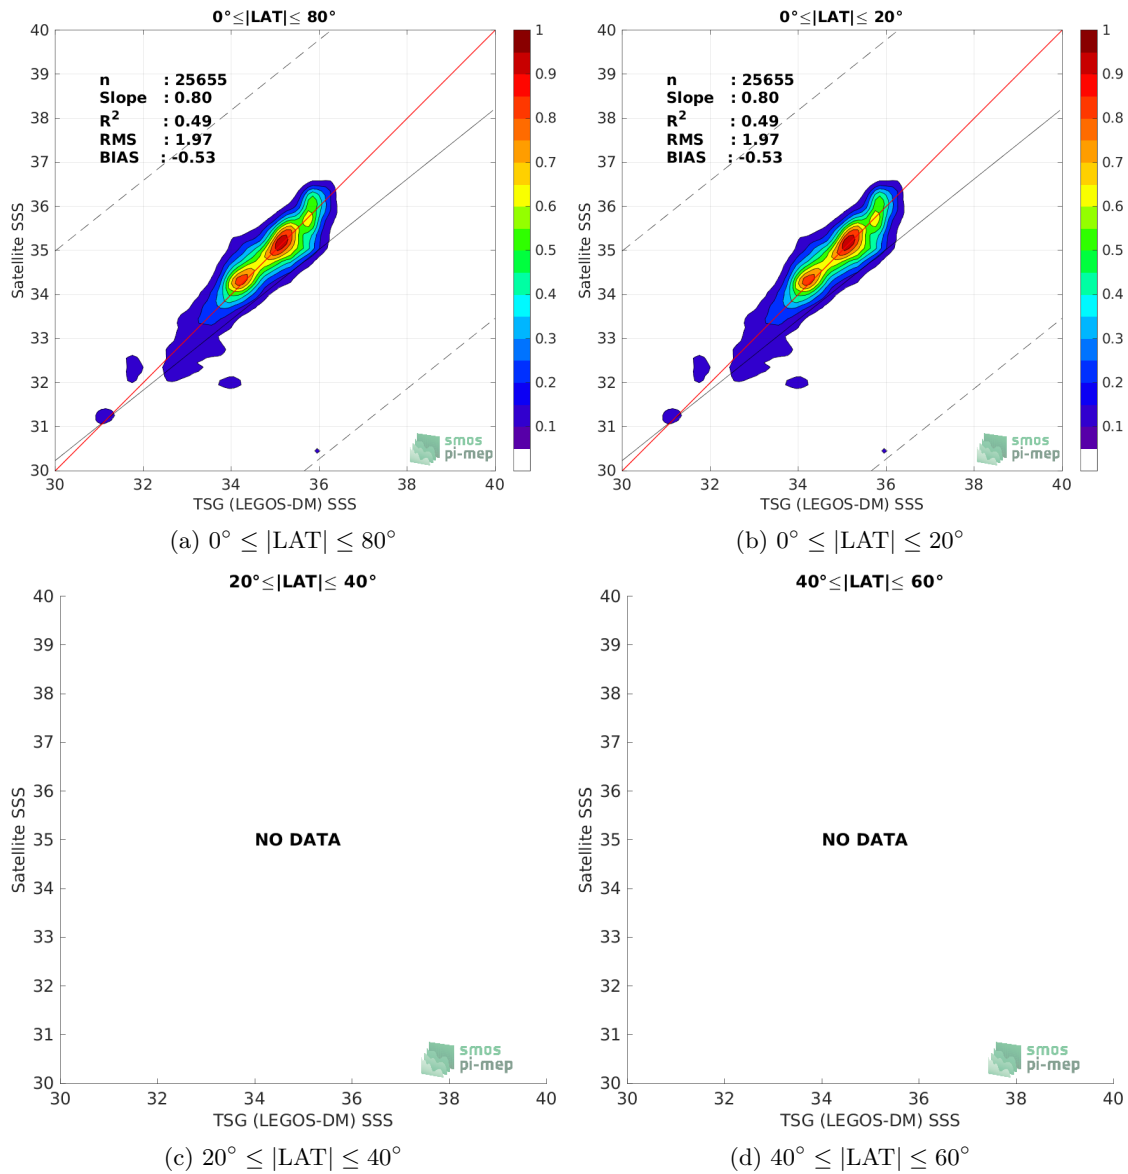 0°≤|LAT|≤ 80°
40
39
38
37
36
35
34
33
32
31
30
Satellite SSS
n : 25655
Slope : 0.80
R² : 0.49
RMS : 1.97
BIAS : -0.53
smos
pi-mep
30 32 34 36 38 40
TSG (LEGOS-DM) SSS
1
0.9
0.8
0.7
0.6
0.5
0.4
0.3
0.2
0.1
(a) 0° ≤ |LAT| ≤ 80°
0°≤|LAT|≤ 20°
40
39
38
37
36
35
34
33
32
31
30
Satellite SSS
n : 25655
Slope : 0.80
R² : 0.49
RMS : 1.97
BIAS : -0.53
smos
pi-mep
30 32 34 36 38 40
TSG (LEGOS-DM) SSS
1
0.9
0.8
0.7
0.6
0.5
0.4
0.3
0.2
0.1
(b) 0° ≤ |LAT| ≤ 20°
20°≤|LAT|≤ 40°
40
39
38
37
36
35
34
33
32
31
30
Satellite SSS
NO DATA
smos
pi-mep
30 32 34 36 38 40
TSG (LEGOS-DM) SSS
(c) 20° ≤ |LAT| ≤ 40°
40°≤|LAT|≤ 60°
40
39
38
37
36
35
34
33
32
31
30
Satellite SSS
NO DATA
smos
pi-mep
30 32 34 36 38 40
TSG (LEGOS-DM) SSS
(d) 40° ≤ |LAT| ≤ 60°